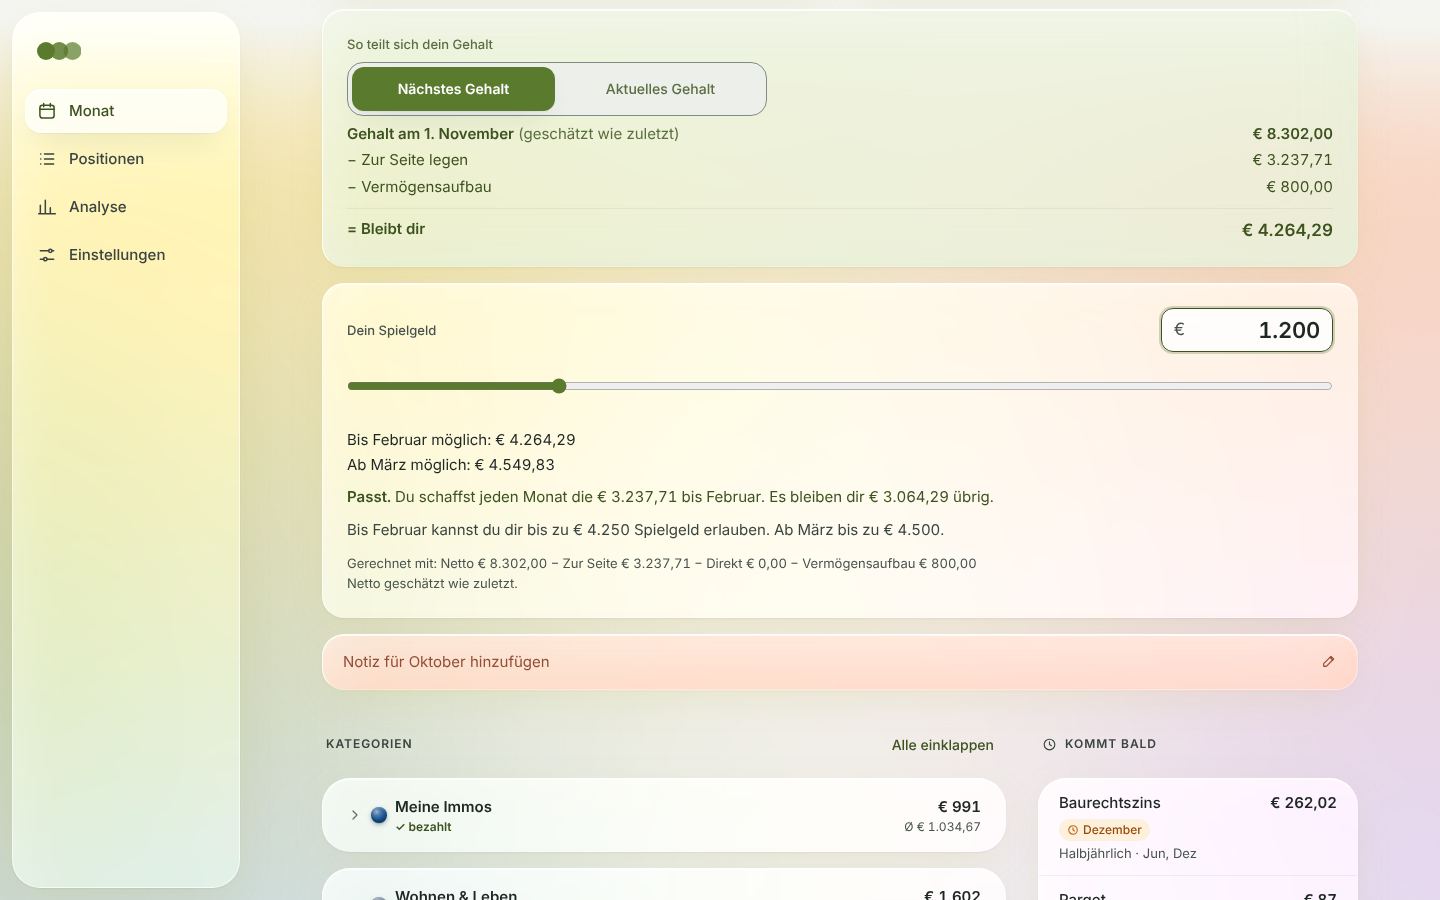 Monat
Positionen
Analyse
Einstellungen
So teilt sich dein Gehalt
Nächstes Gehalt
Aktuelles Gehalt
Gehalt am 1. November (geschätzt wie zuletzt) € 8.302,00
− Zur Seite legen € 3.237,71
− Vermögensaufbau € 800,00
= Bleibt dir € 4.264,29
Dein Spielgeld € 1.200
Bis Februar möglich: € 4.264,29
Ab März möglich: € 4.549,83
Passt. Du schaffst jeden Monat die € 3.237,71 bis Februar. Es bleiben dir € 3.064,29 übrig.
Bis Februar kannst du dir bis zu € 4.250 Spielgeld erlauben. Ab März bis zu € 4.500.
Gerechnet mit: Netto € 8.302,00 − Zur Seite € 3.237,71 − Direkt € 0,00 − Vermögensaufbau € 800,00
Netto geschätzt wie zuletzt.
Notiz für Oktober hinzufügen
KATEGORIEN
Alle einklappen
Meine Immos € 991
✓ bezahlt Ø € 1.034,67
Wohnen & Leben € 1.602
KOMMT BALD
Baurechtszins € 262,02
Dezember
Halbjährlich · Jun, Dez
€ 87